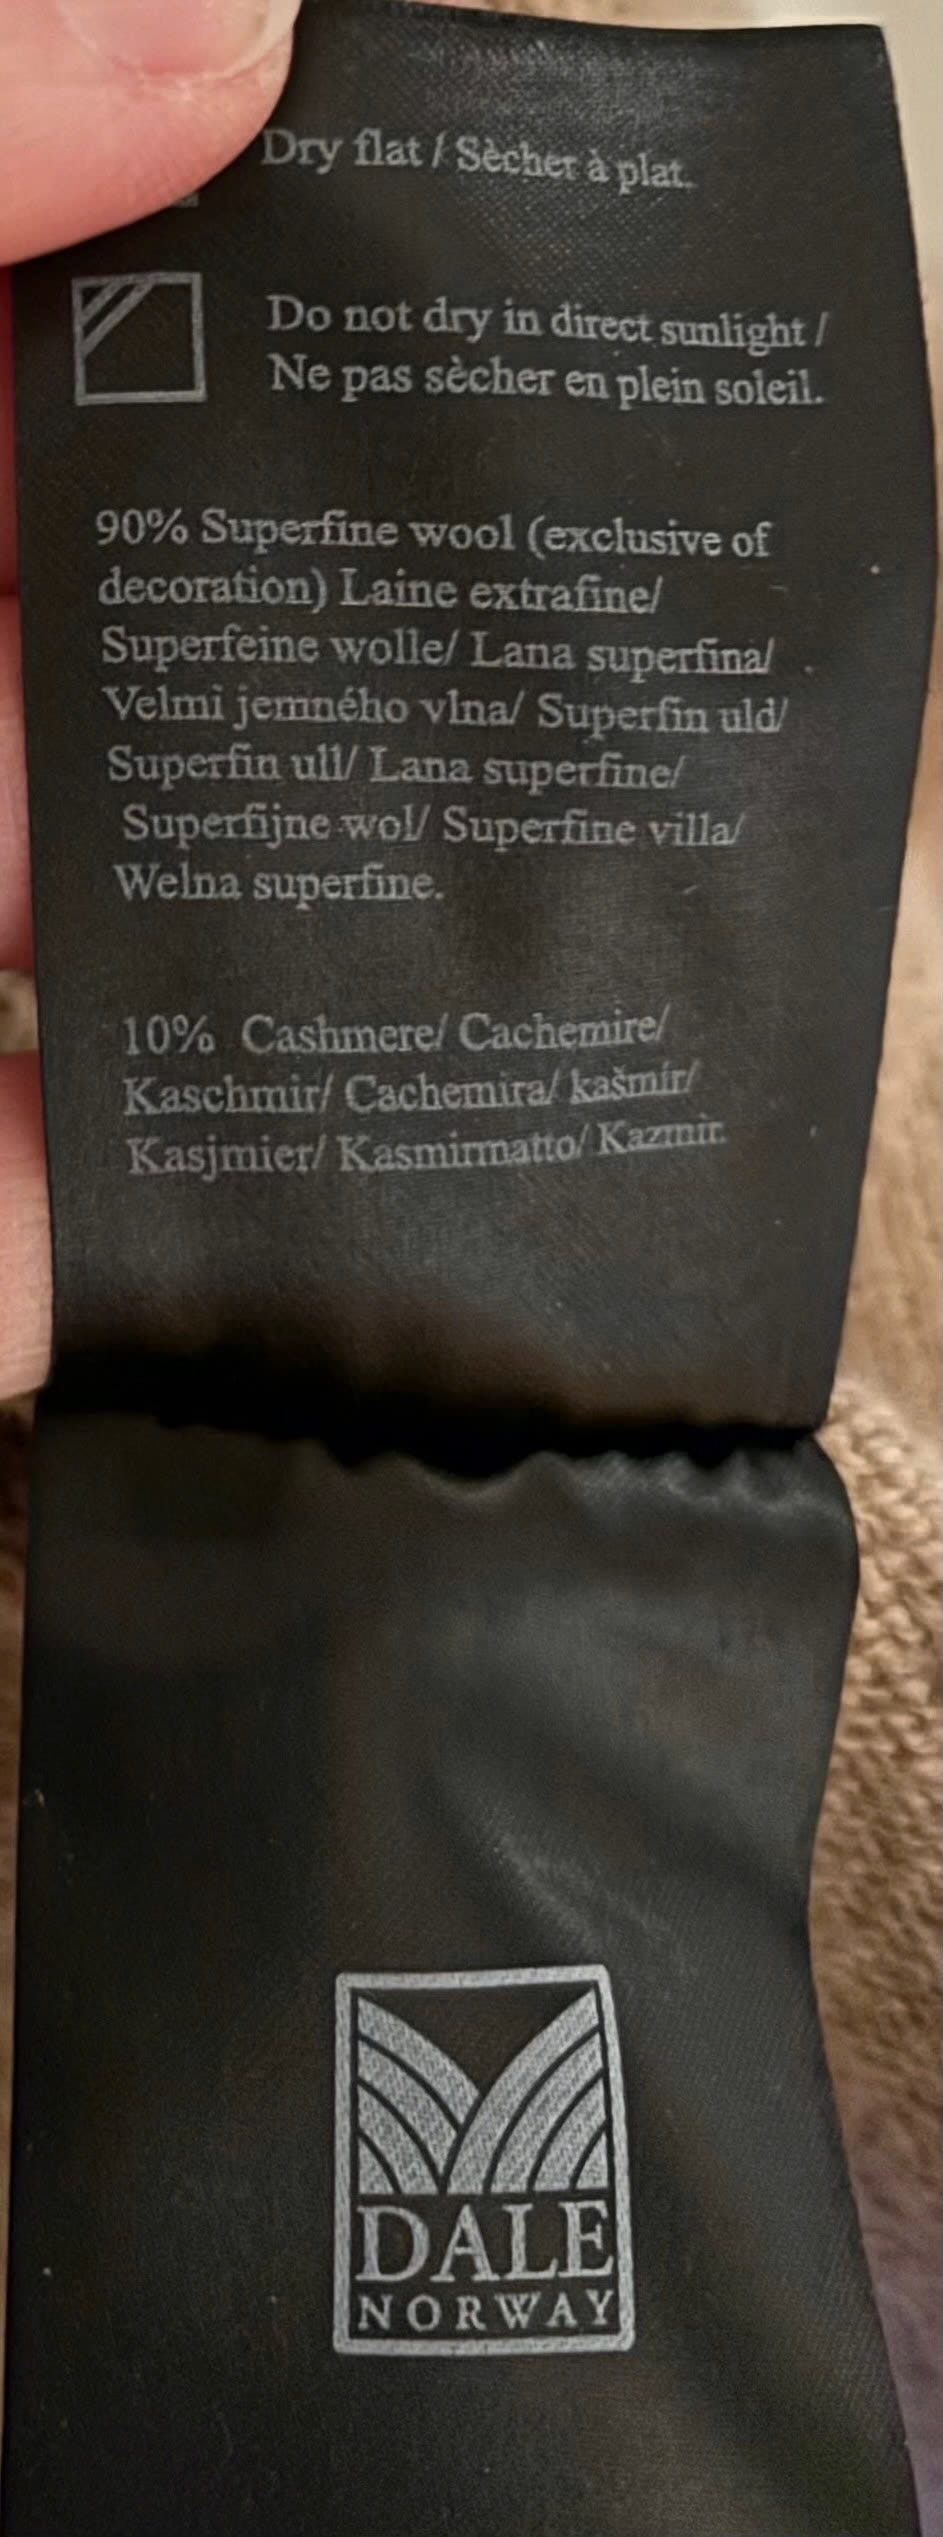 Dry flat / Sècher à plat.
Do not dry in direct sunlight /
Ne pas sècher en plein soleil.
90% Superfine wool (exclusive of
decoration) Laine extrafine/
Superfeine wolle/ Lana superfina/
Velmi jemného vlna/ Superfin uld/
Superfin ull/ Lana superfine/
Superfijne wol/ Superfine villa/
Welna superfine.
10% Cashmere/ Cachemire/
Kaschmir/ Cachemira/ kašmír/
Kasjmier/ Kasmirmatto/ Kazmir.
DALE
NORWAY